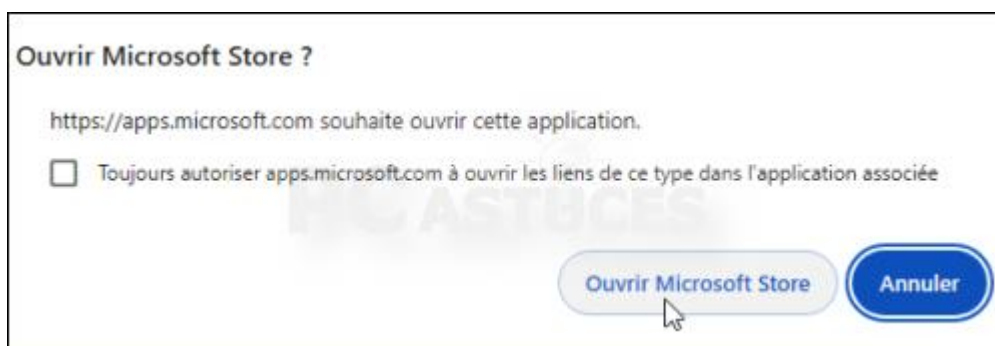 Ouvrir Microsoft Store ?
https://apps.microsoft.com souhaite ouvrir cette application.
Toujours autoriser apps.microsoft.com à ouvrir les liens de ce type dans l'application associée
ASTUCES
Ouvrir Microsoft Store
Annuler